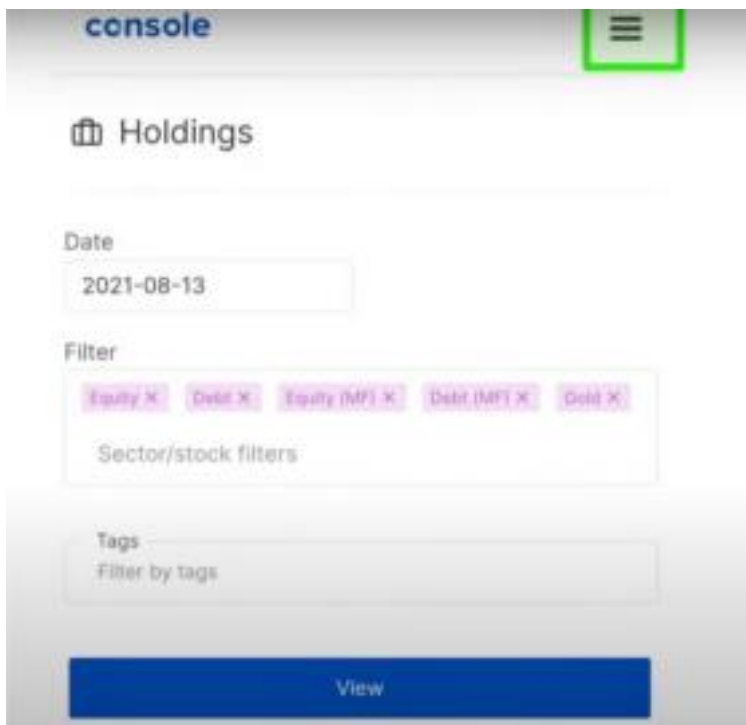 console
Holdings
Date
2021-08-13
Filter
Equity × Debt × Equity (MF) × Debt (MF) × Gold ×
Sector/stock filters
Tags
Filter by tags
View